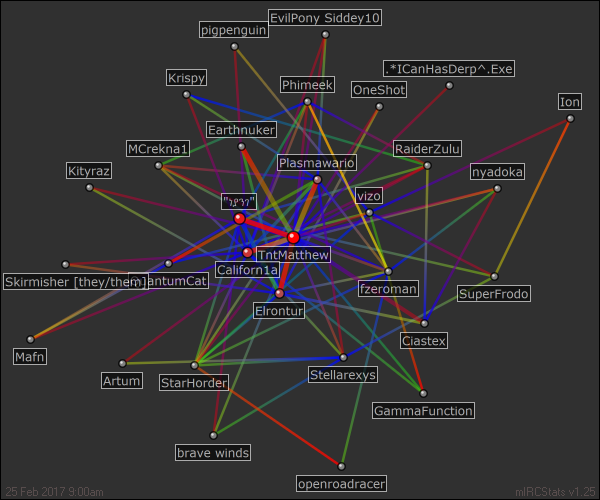 EvilPony Siddey10
pigpenguin
.*ICanHasDerp^.Exe
Krispy
Phimeek
OneShot
Ion
Earthnuker
MCrekna1
Plasmawario
RaiderZulu
Kityraz
nyadoka
vizo
TntMatthew
Californ1a
Skirmisher [they/them]
antumCat
fzeroman
SuperFrodo
Elrontur
Ciastex
Mafn
Artum
StarHorder
Stellarexys
GammaFunction
brave winds
openroadracer
25 Feb 2017 9:00am
mIRCStats v1.25